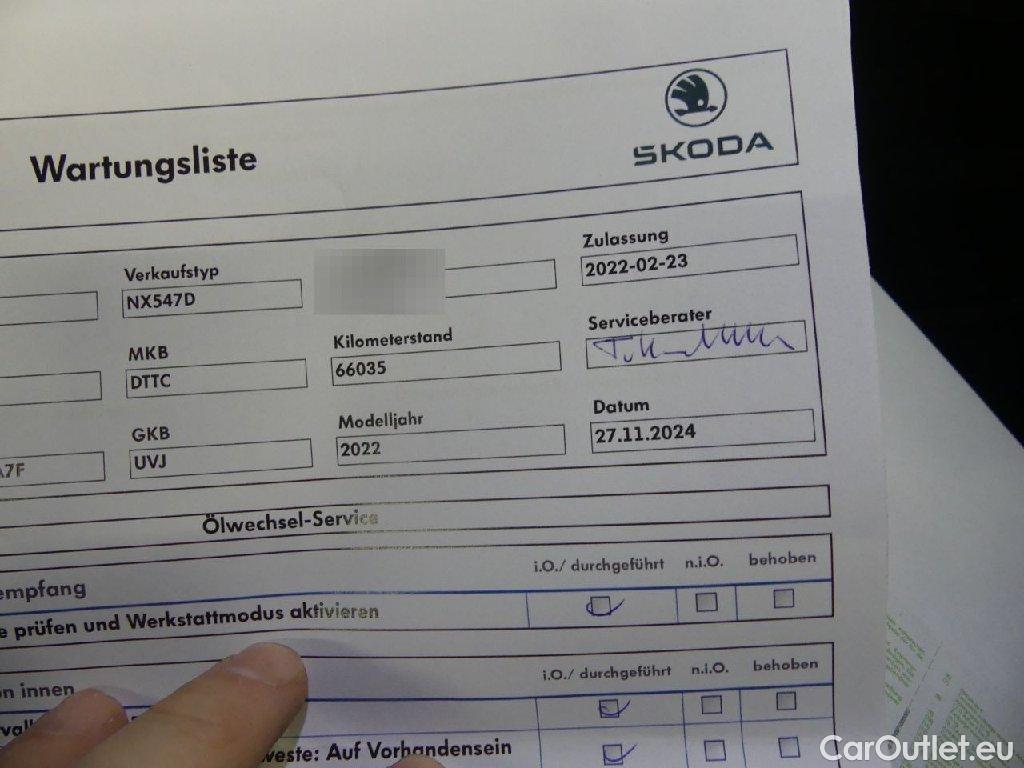 Wartungsliste
SKODA
Verkaufstyp
NX547D
Zulassung
2022-02-23
MKB
DTTC
Kilometerstand
66035
Serviceberater
GKB
UVJ
Modelljahr
2022
Datum
27.11.2024
A7F
Ölwechsel-Service
empfang
i.O./ durchgeführt n.i.O. behoben
e prüfen und Werkstattmodus aktivieren
on innen
i.O./ durchgeführt n.i.O. behoben
weste: Auf Vorhandensein
CarOutlet.eu